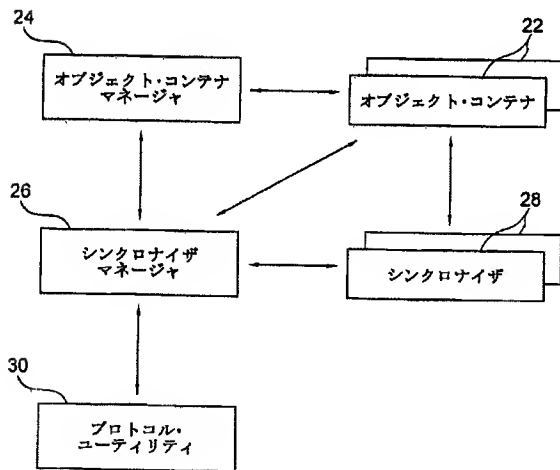 24
オブジェクト・コンテナ
マネージャ
22
オブジェクト・コンテナ
26
シンクロナイザ
マネージャ
28
シンクロナイザ
30
プロトコル・
ユーティリティ